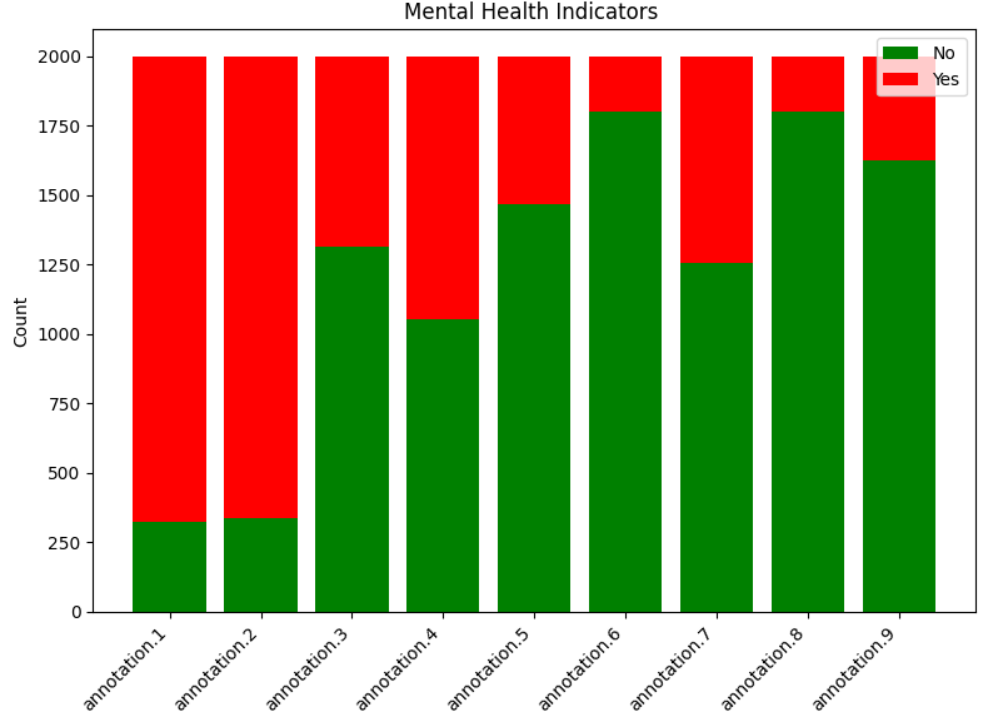 Mental Health Indicators
No
Yes
2000
1750
1500
1250
1000
750
500
250
0
Count
annotation.1
annotation.2
annotation.3
annotation.4
annotation.5
annotation.6
annotation.7
annotation.8
annotation.9